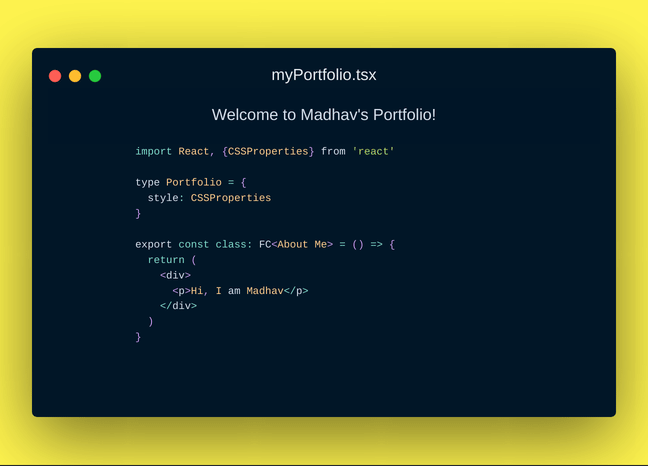 myPortfolio.tsx
Welcome to Madhav's Portfolio!
import React, {CSSProperties} from 'react'
type Portfolio = {
  style: CSSProperties
}
export const class: FC<About Me> = () => {
  return (
    <div>
      <p>Hi, I am Madhav</p>
    </div>
  )
}